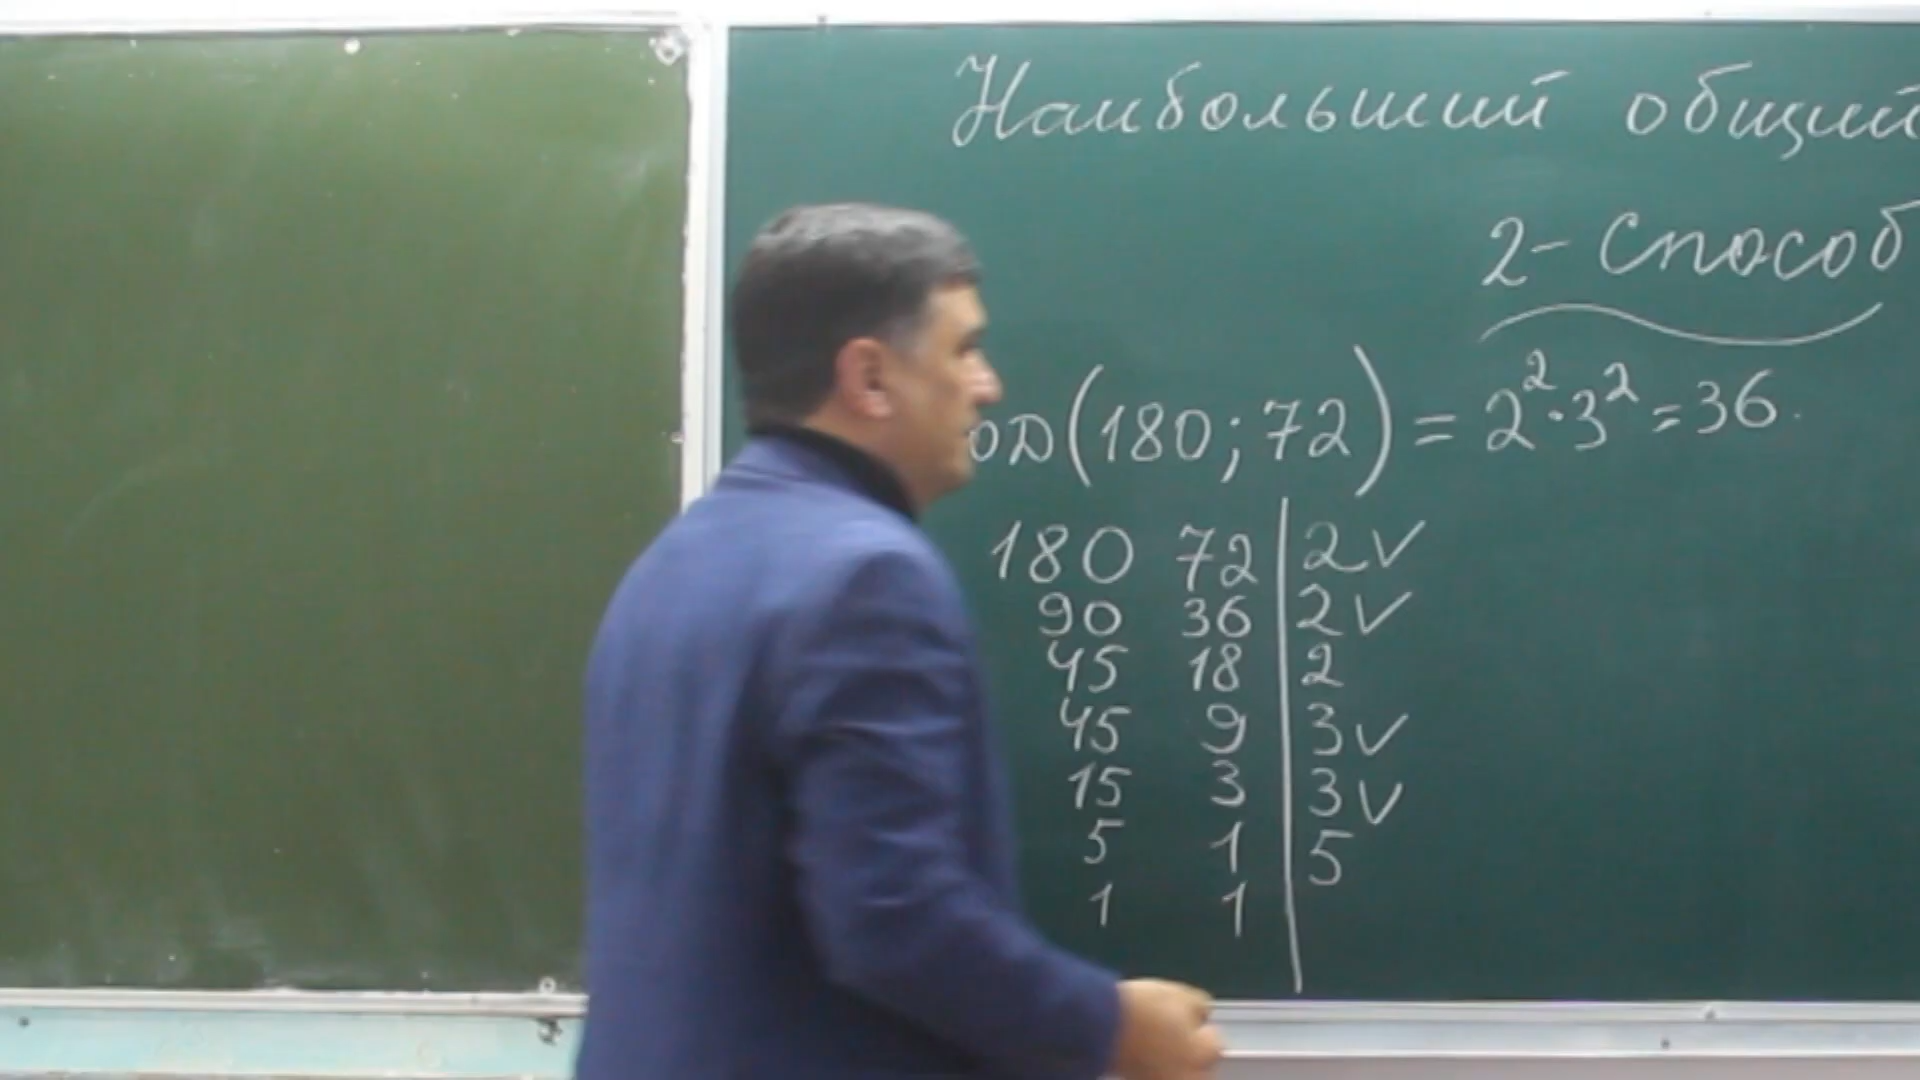 Наибольший общий
2-Способ
ОД(180;72) = 2²·3² = 36.
180 72 | 2 ✓
90 36 | 2 ✓
45 18 | 2
45 9 | 3 ✓
15 3 | 3 ✓
5 1 | 5
1 1 |